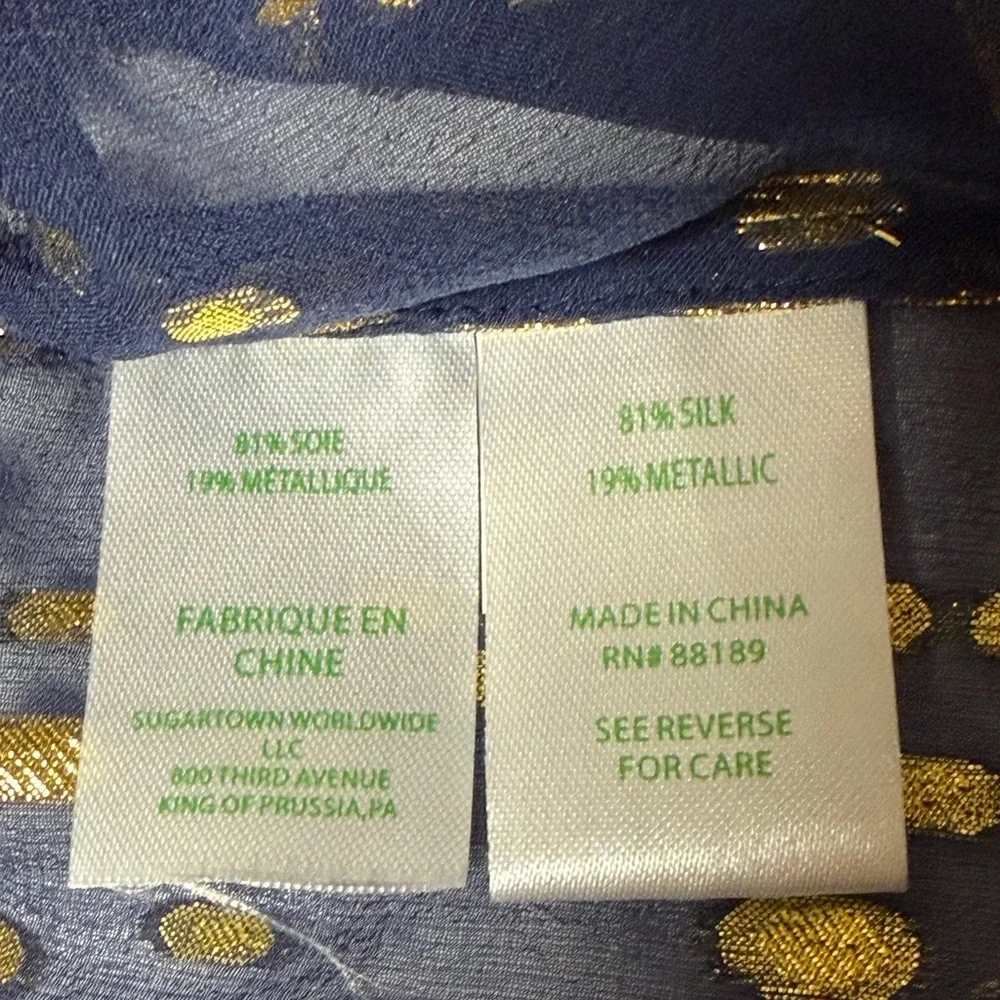 81% SOIE
19% MÉTALLIQUE
FABRIQUE EN
CHINE
SUGARTOWN WORLDWIDE
LLC
800 THIRD AVENUE
KING OF PRUSSIA,PA
81% SILK
19% METALLIC
MADE IN CHINA
RN# 88189
SEE REVERSE
FOR CARE